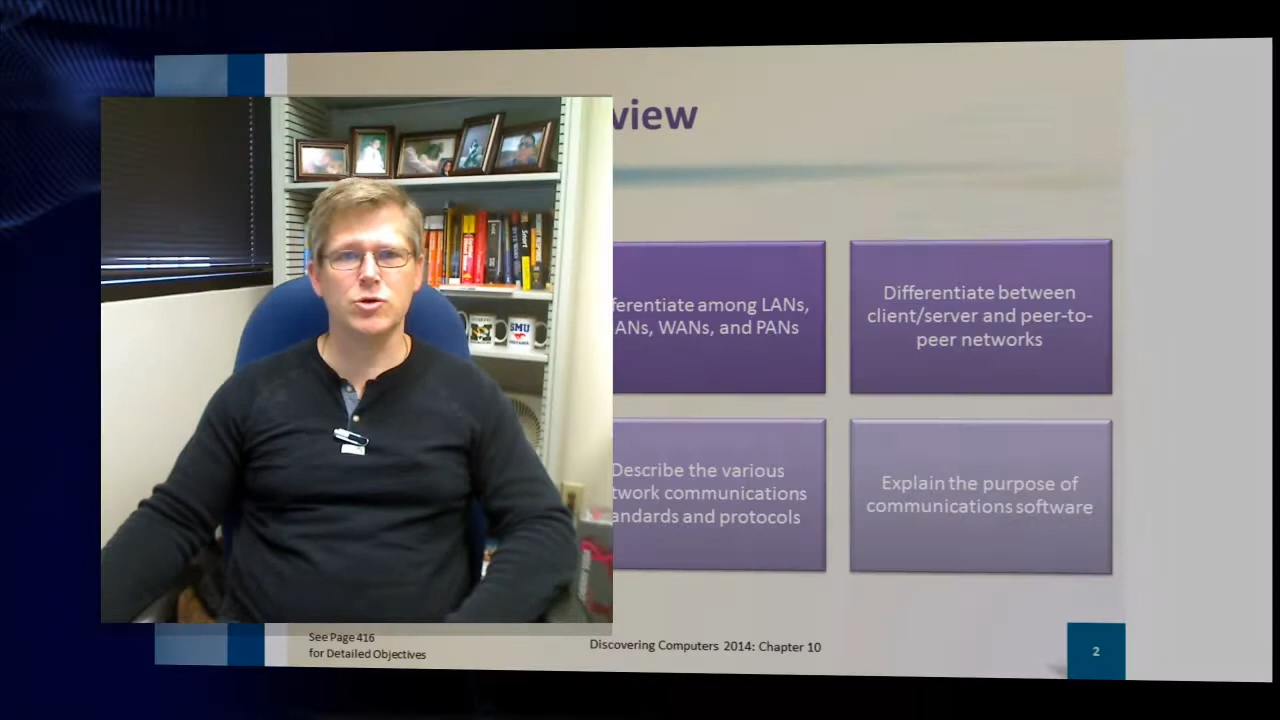 view
ferentiate among LANs,
ANs, WANs, and PANs
Differentiate between
client/server and peer-to-
peer networks
Describe the various
twork communications
andards and protocols
Explain the purpose of
communications software
See Page 416
for Detailed Objectives
Discovering Computers 2014: Chapter 10
2
SMU
Snort